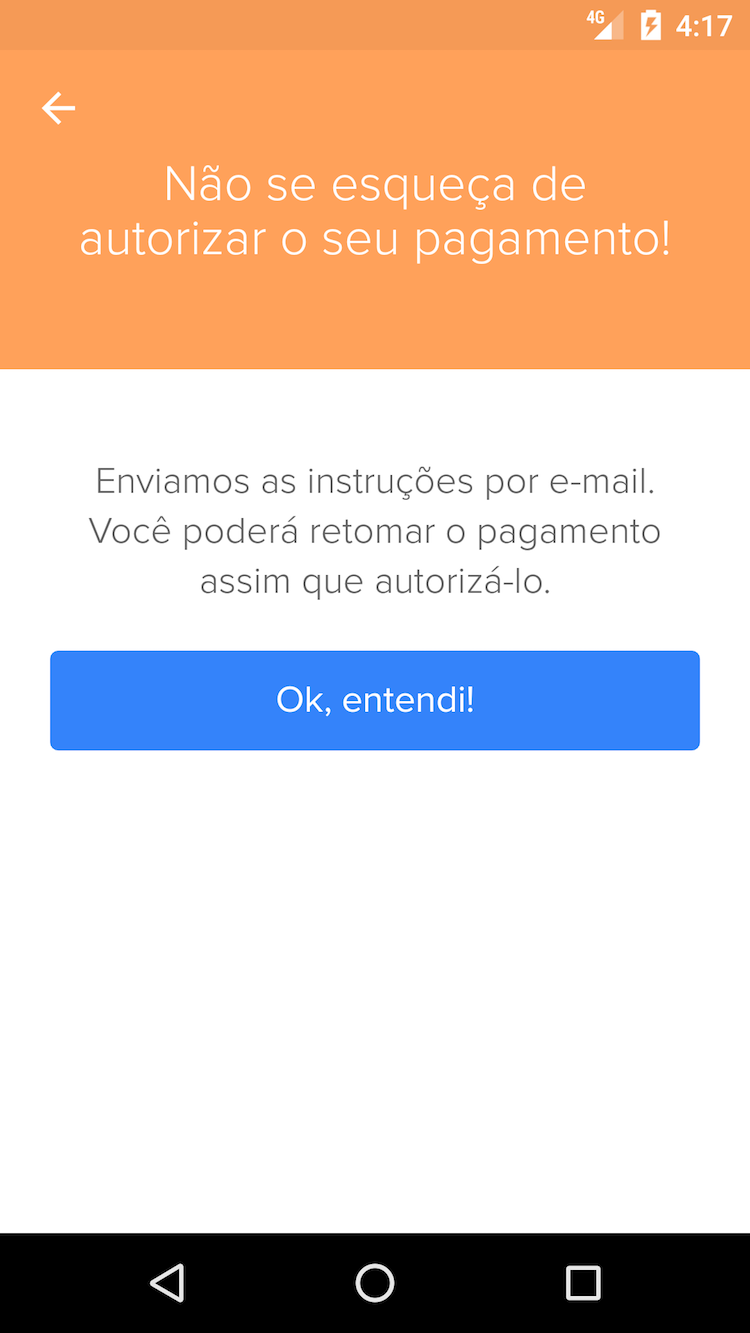 4G 4:17
Não se esqueça de
autorizar o seu pagamento!
Enviamos as instruções por e-mail.
Você poderá retomar o pagamento
assim que autorizá-lo.
Ok, entendi!